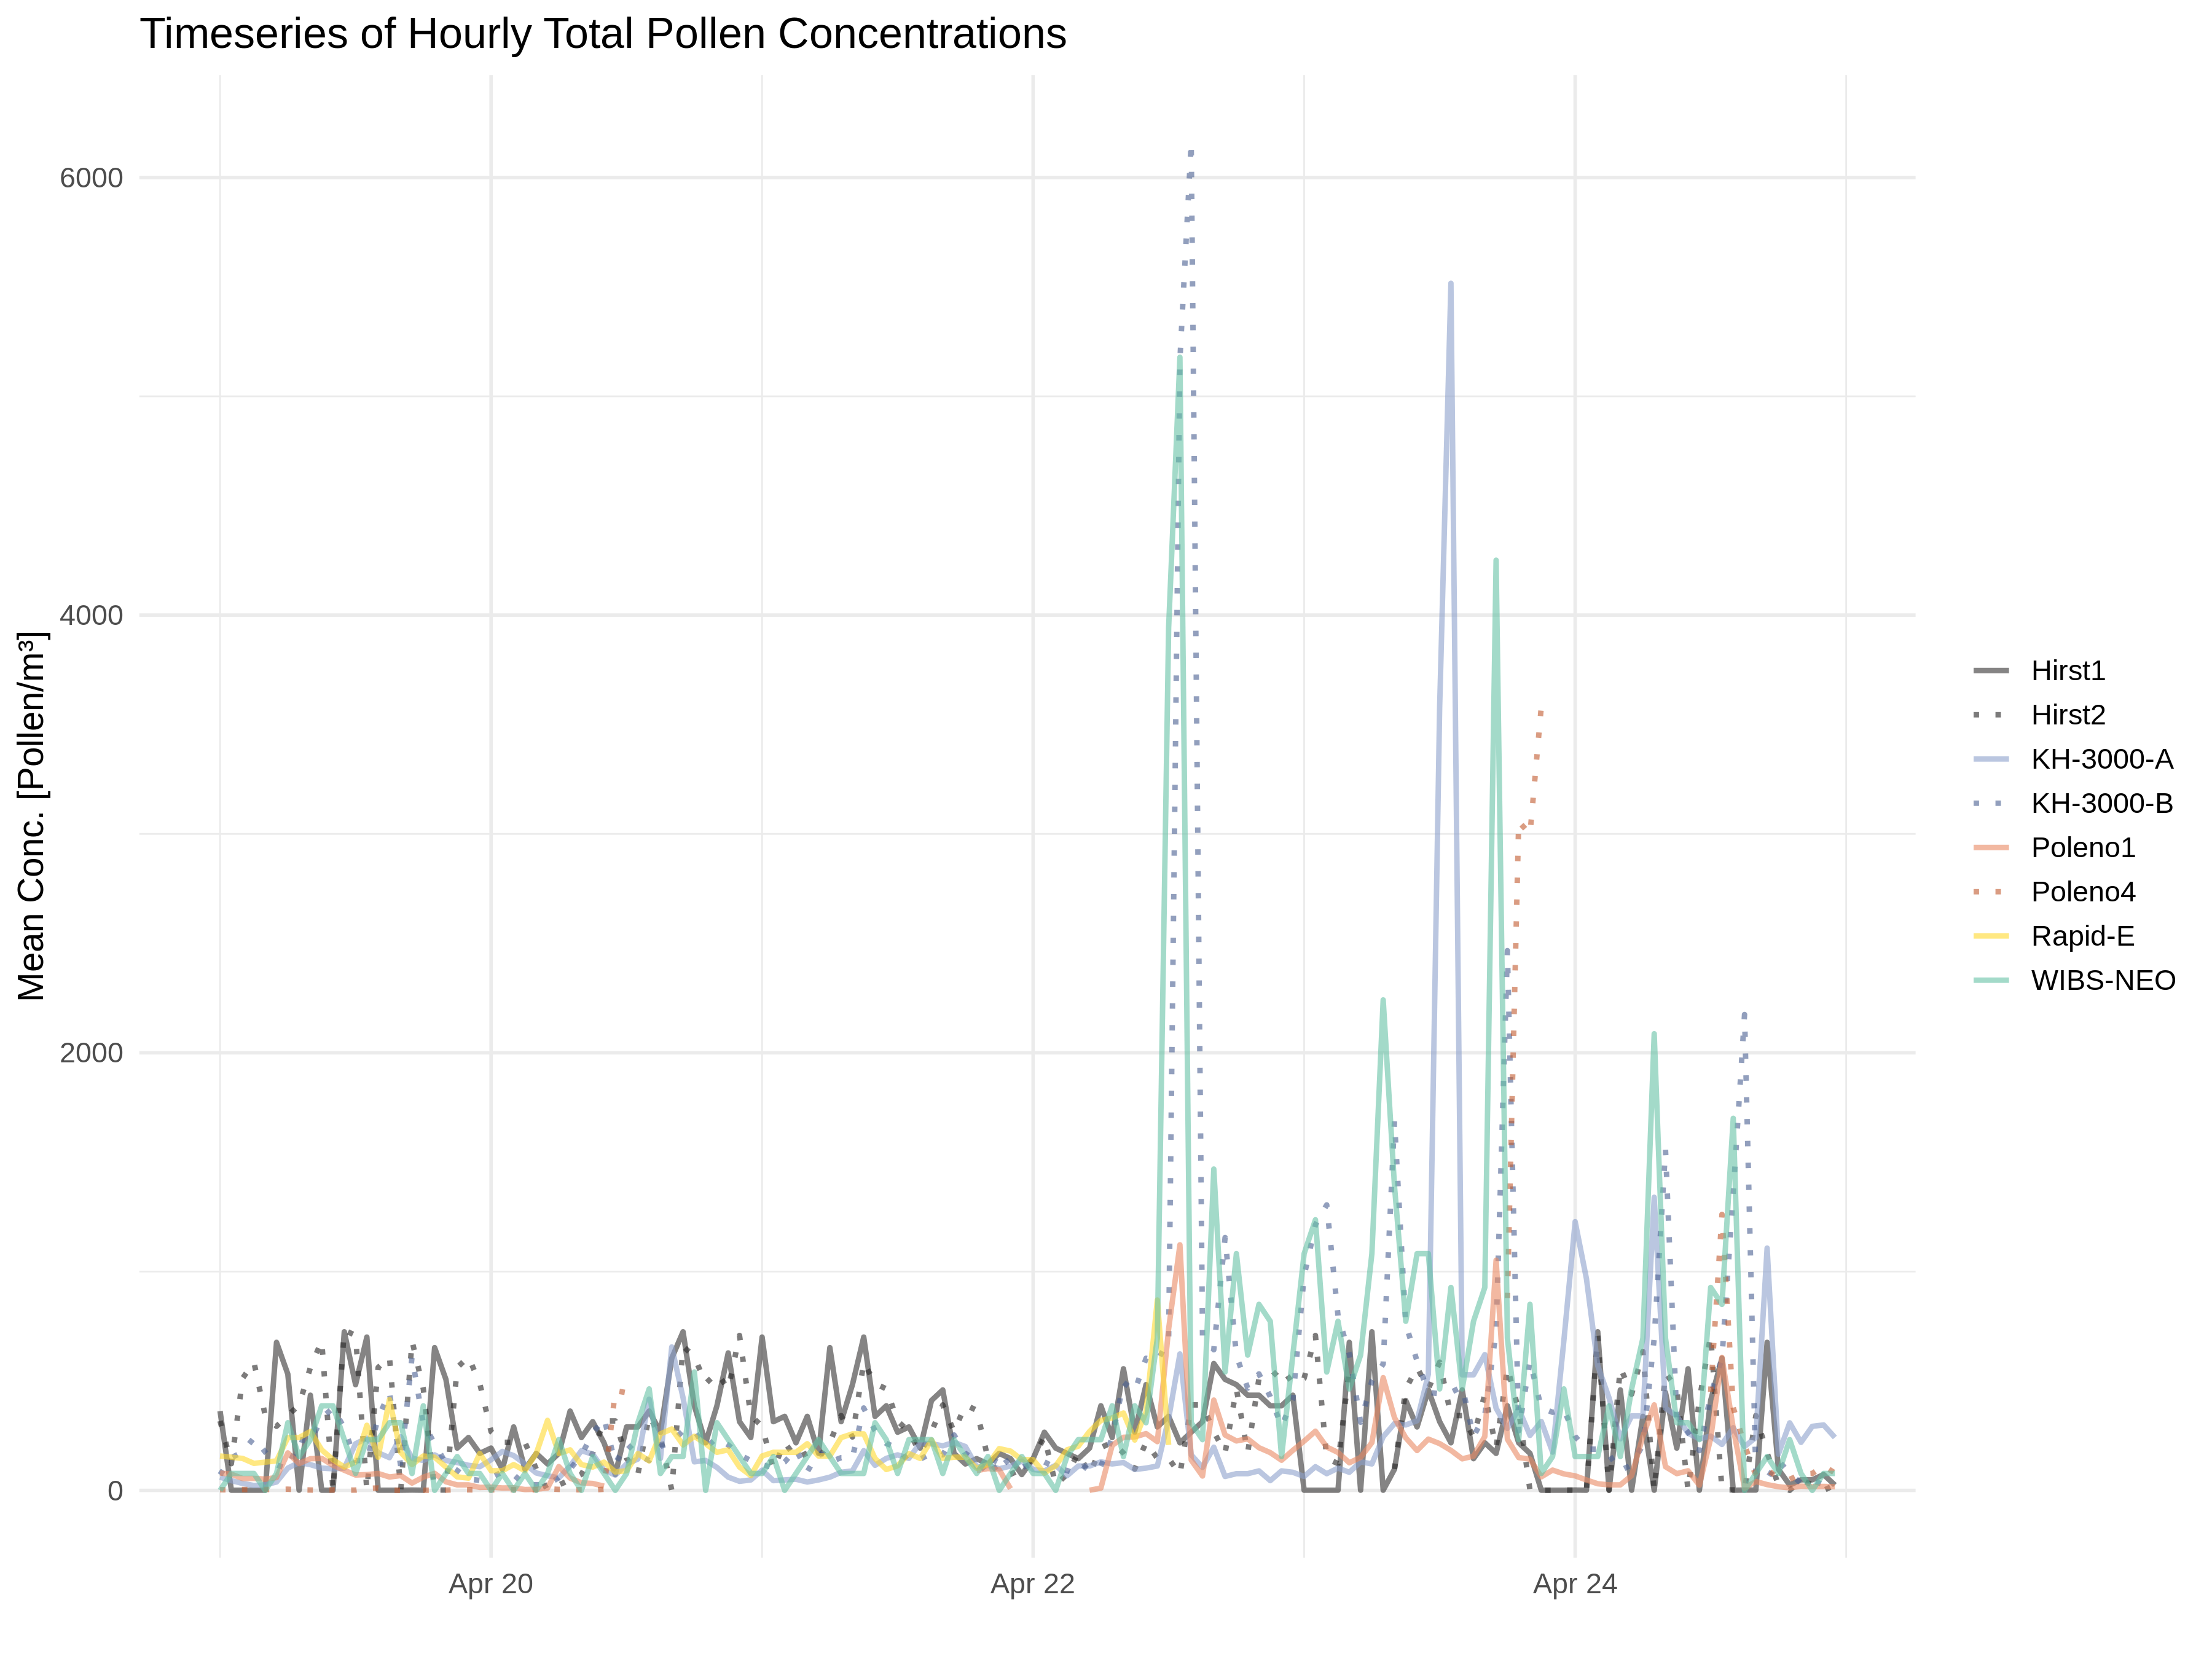 Timeseries of Hourly Total Pollen Concentrations
Mean Conc. [Pollen/m³]
6000
4000
2000
0
Apr 20
Apr 22
Apr 24
Hirst1
Hirst2
KH-3000-A
KH-3000-B
Poleno1
Poleno4
Rapid-E
WIBS-NEO